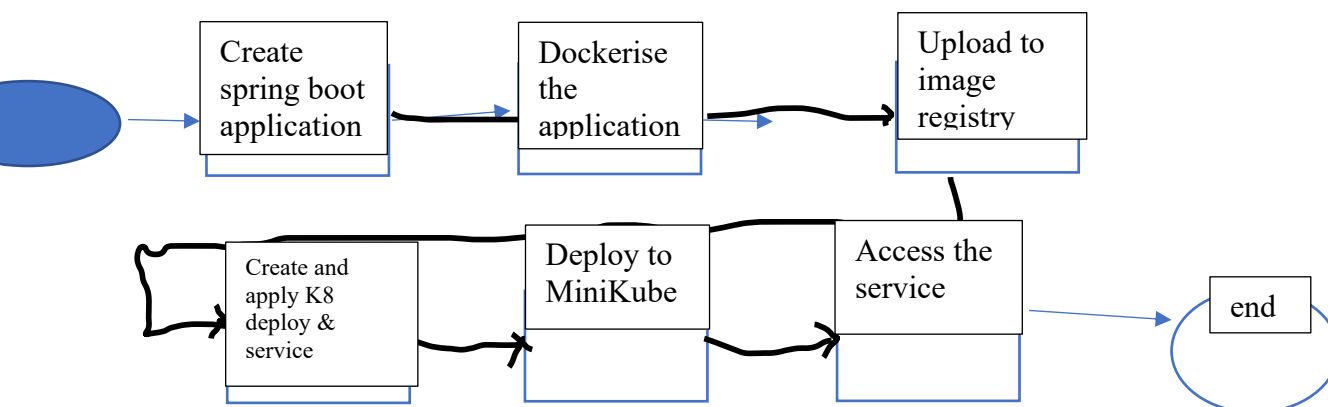 Create
spring boot
application
Dockerise
the
application
Upload to
image
registry
Create and
apply K8
deploy &
service
Deploy to
MiniKube
Access the
service
end